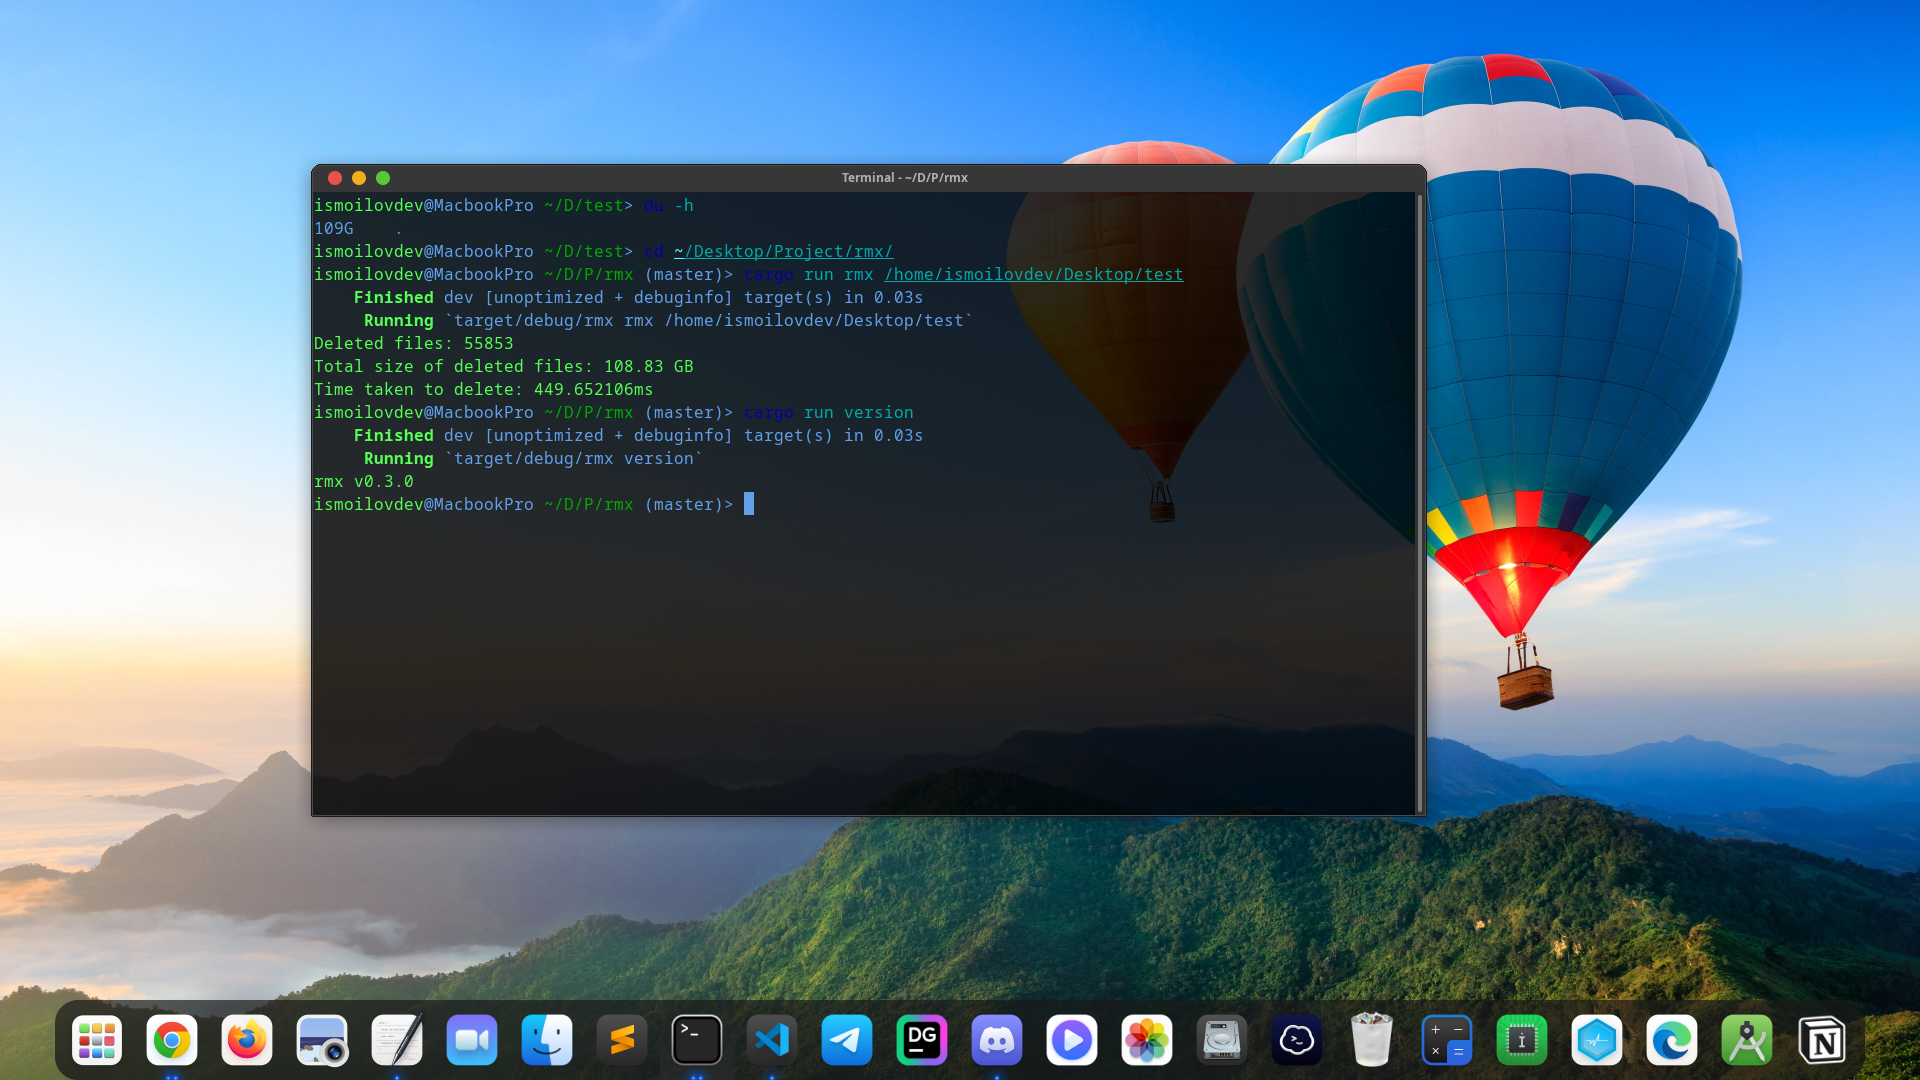 Terminal - ~/D/P/rmx
ismoilovdev@MacbookPro ~/D/test> du -h
109G    .
ismoilovdev@MacbookPro ~/D/test> cd ~/Desktop/Project/rmx/
ismoilovdev@MacbookPro ~/D/P/rmx (master)> cargo run rmx /home/ismoilovdev/Desktop/test
    Finished dev [unoptimized + debuginfo] target(s) in 0.03s
     Running `target/debug/rmx rmx /home/ismoilovdev/Desktop/test`
Deleted files: 55853
Total size of deleted files: 108.83 GB
Time taken to delete: 449.652106ms
ismoilovdev@MacbookPro ~/D/P/rmx (master)> cargo run version
    Finished dev [unoptimized + debuginfo] target(s) in 0.03s
     Running `target/debug/rmx version`
rmx v0.3.0
ismoilovdev@MacbookPro ~/D/P/rmx (master)>
>_
DG
>_
+ −
× =
I
N